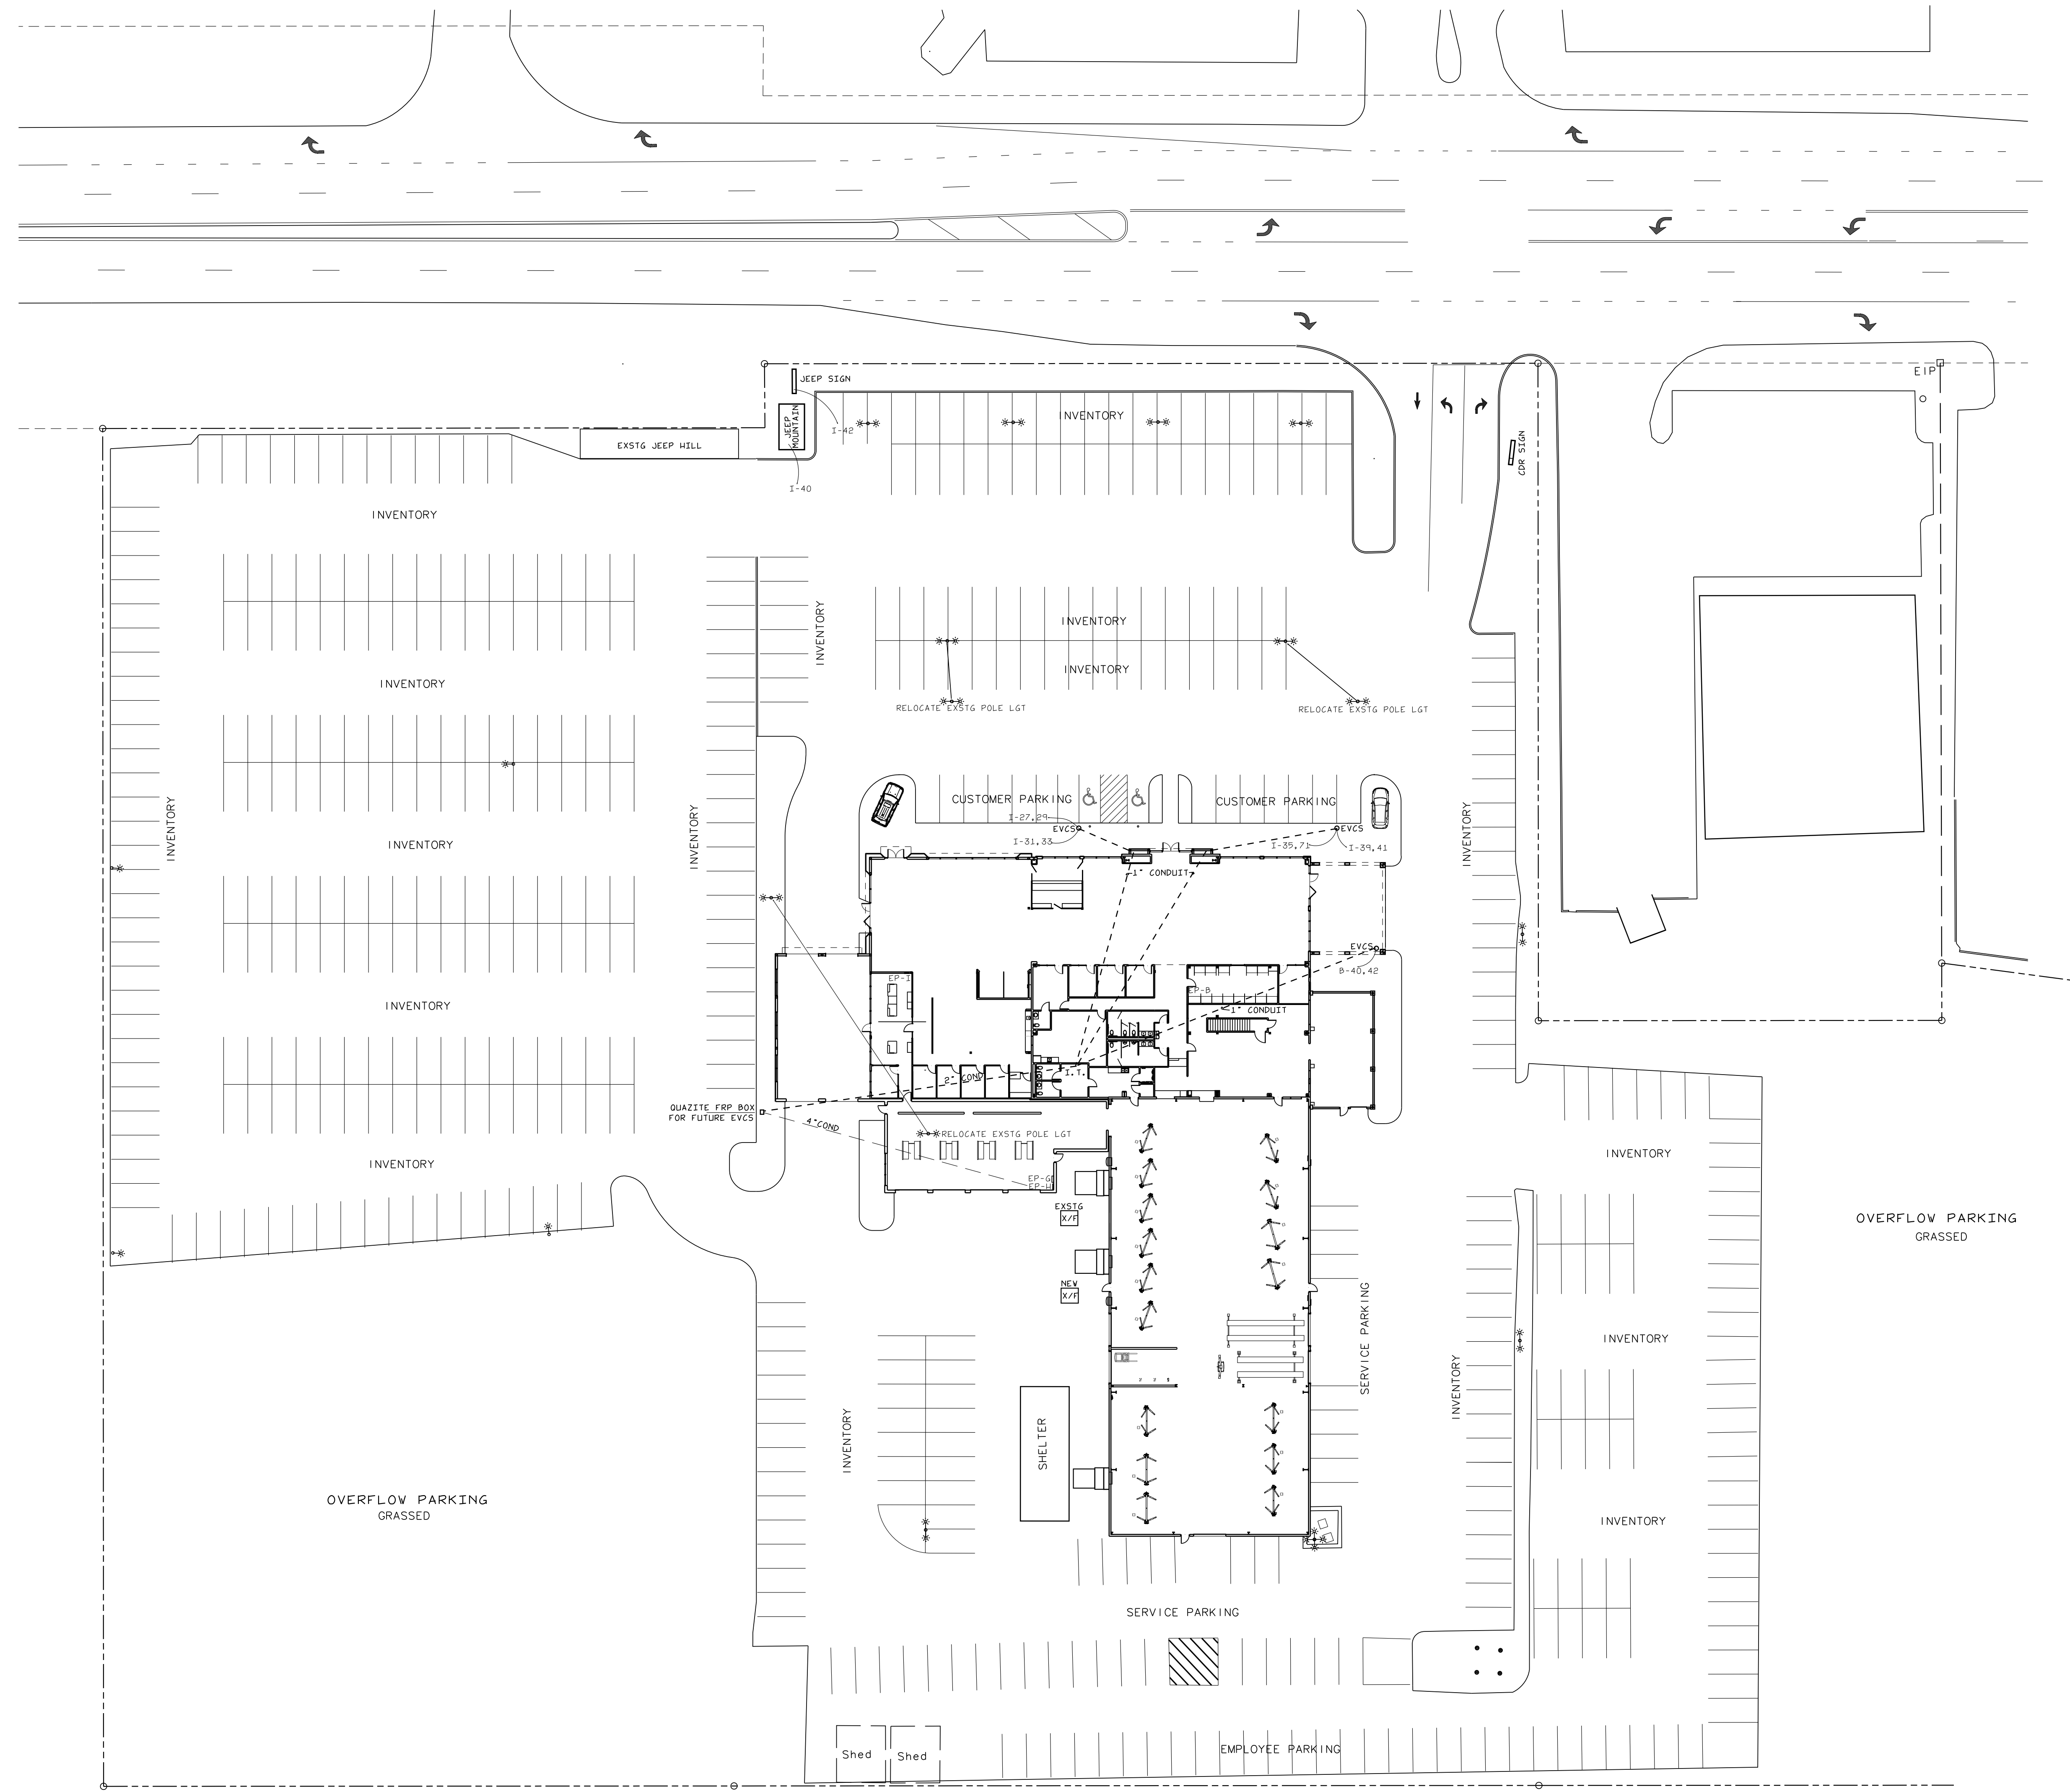 EIP
JEEP SIGN
JEEP
MOUNTAIN
I-42
INVENTORY
EXSTG JEEP HILL
CDR SIGN
I-40
INVENTORY
INVENTORY
INVENTORY
INVENTORY
INVENTORY
INVENTORY
RELOCATE EXSTG POLE LGT
RELOCATE EXSTG POLE LGT
INVENTORY
INVENTORY
INVENTORY
CUSTOMER PARKING
CUSTOMER PARKING
I-27,29
EVCS
EVCS
I-31,33
I-35,71
I-39,41
INVENTORY
1" CONDUIT
EVCS
B-40,42
EP-I
EP-B
INVENTORY
1" CONDUIT
I.T.
2" COND
QUAZITE FRP BOX
FOR FUTURE EVCS
4"COND
RELOCATE EXSTG POLE LGT
INVENTORY
INVENTORY
EP-G
EP-H
EXSTG
X/F
OVERFLOW PARKING
GRASSED
NEW
X/F
SERVICE PARKING
INVENTORY
INVENTORY
INVENTORY
SHELTER
OVERFLOW PARKING
GRASSED
INVENTORY
SERVICE PARKING
EMPLOYEE PARKING
Shed
Shed